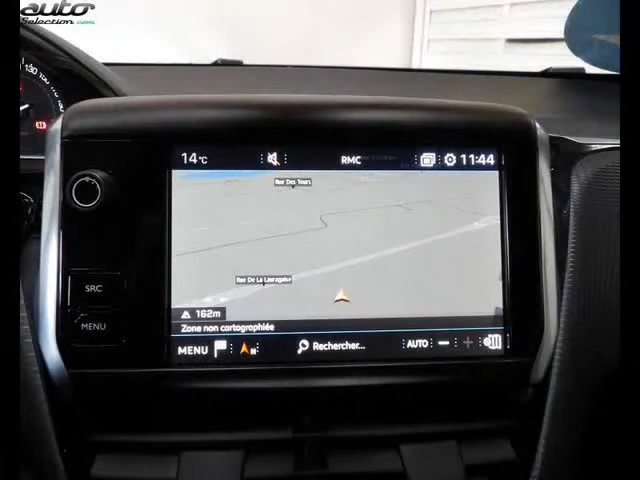 auto
Selection.com
130
14°C
RMC
11:44
Rue Des Tours
Rue De La Lauragaise
SRC
162m
MENU
Zone non cartographiée
MENU
Rechercher...
AUTO